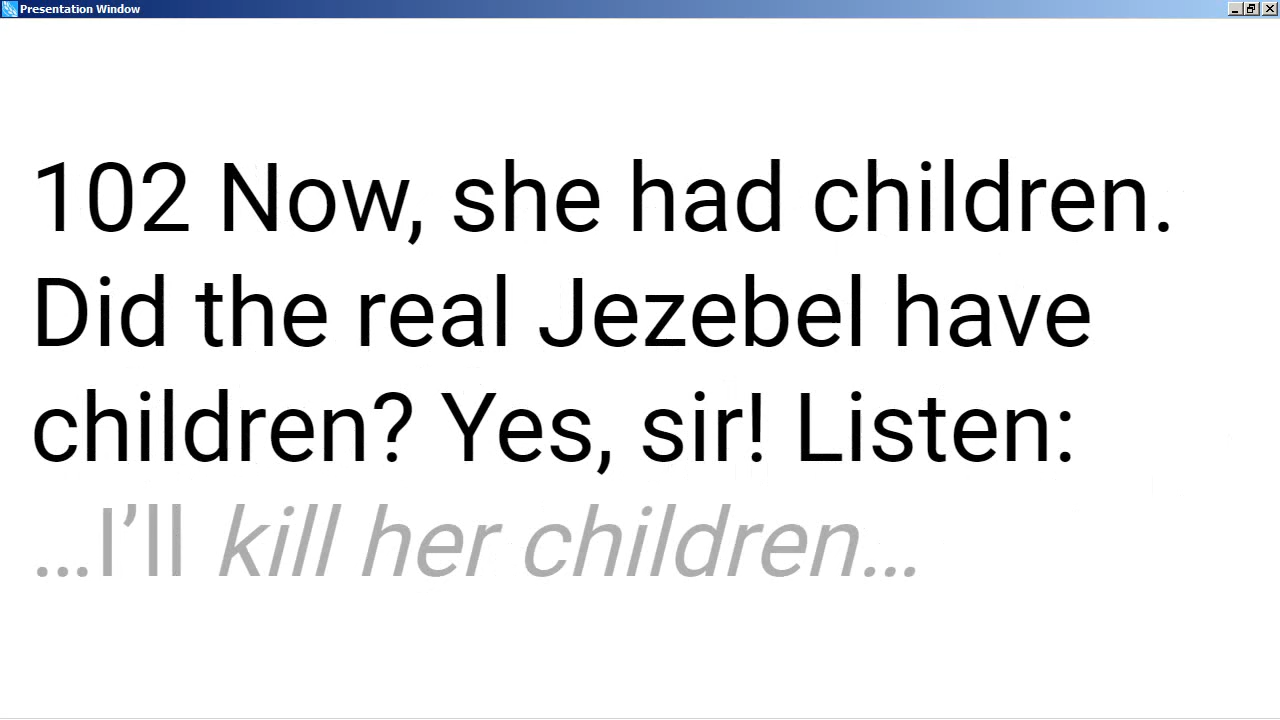 Presentation Window
102 Now, she had children.
Did the real Jezebel have
children? Yes, sir! Listen:
…I’ll kill her children…